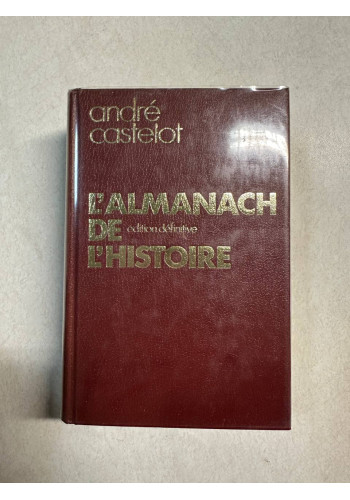 andré
castelot
L'ALMANACH
DE édition définitive
L'HISTOIRE